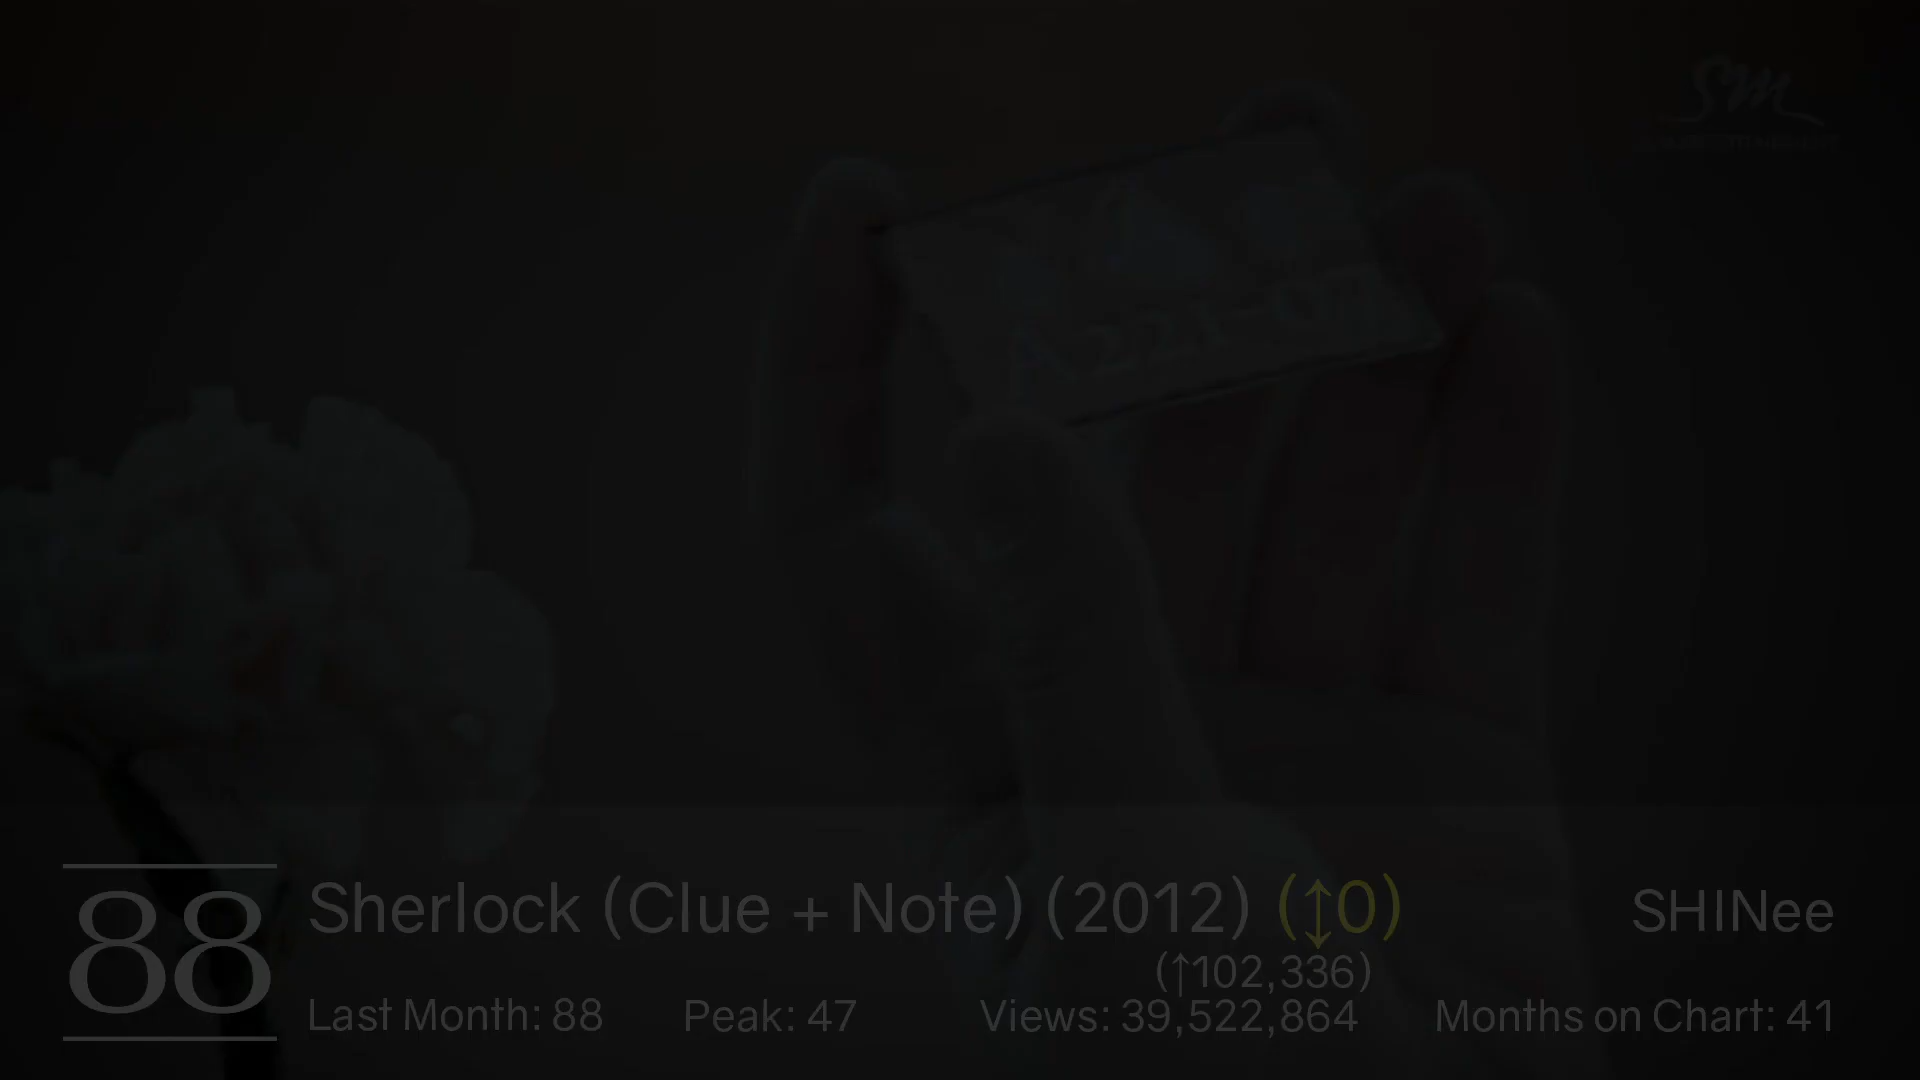 SM
88
Sherlock (Clue + Note) (2012) (↕0)
SHINee
(↑102,336)
Last Month: 88
Peak: 47
Views: 39,522,864
Months on Chart: 41